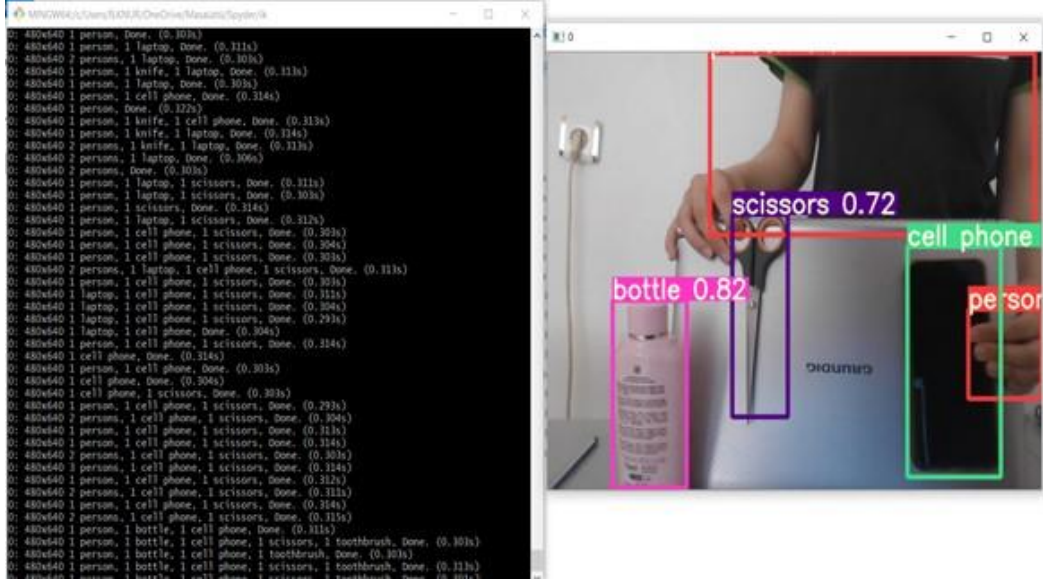 MINGW64:/c/Users/ILKNUR/OneDrive/Masaüstü/Spyder/ik
0: 480x640 1 person, Done. (0.303s)
0: 480x640 1 person, 1 laptop, Done. (0.311s)
0: 480x640 2 persons, 1 laptop, Done. (0.303s)
0: 480x640 1 person, 1 knife, 1 laptop, Done. (0.313s)
0: 480x640 1 person, 1 laptop, Done. (0.303s)
0: 480x640 1 person, 1 cell phone, Done. (0.314s)
0: 480x640 1 person, Done. (0.322s)
0: 480x640 1 person, 1 knife, 1 cell phone, Done. (0.313s)
0: 480x640 1 person, 1 knife, 1 laptop, Done. (0.314s)
0: 480x640 2 persons, 1 knife, 1 laptop, Done. (0.313s)
0: 480x640 2 persons, 1 laptop, Done. (0.306s)
0: 480x640 2 persons, Done. (0.303s)
0: 480x640 1 person, 1 laptop, 1 scissors, Done. (0.311s)
0: 480x640 1 person, 1 laptop, 1 scissors, Done. (0.303s)
0: 480x640 1 person, 1 scissors, Done. (0.314s)
0: 480x640 1 person, 1 laptop, 1 scissors, Done. (0.312s)
0: 480x640 1 person, 1 cell phone, 1 scissors, Done. (0.303s)
0: 480x640 1 person, 1 cell phone, 1 scissors, Done. (0.304s)
0: 480x640 1 person, 1 cell phone, 1 scissors, Done. (0.303s)
0: 480x640 2 persons, 1 laptop, 1 cell phone, 1 scissors, Done. (0.313s)
0: 480x640 1 person, 1 cell phone, 1 scissors, Done. (0.303s)
0: 480x640 1 laptop, 1 cell phone, 1 scissors, Done. (0.311s)
0: 480x640 1 laptop, 1 cell phone, 1 scissors, Done. (0.304s)
0: 480x640 1 laptop, 1 cell phone, 1 scissors, Done. (0.293s)
0: 480x640 1 laptop, 1 cell phone, Done. (0.304s)
0: 480x640 1 person, 1 cell phone, 1 scissors, Done. (0.314s)
0: 480x640 1 cell phone, Done. (0.314s)
0: 480x640 1 person, 1 cell phone, Done. (0.303s)
0: 480x640 1 cell phone, Done. (0.304s)
0: 480x640 1 cell phone, 1 scissors, Done. (0.303s)
0: 480x640 1 person, 1 cell phone, 1 scissors, Done. (0.293s)
0: 480x640 2 persons, 1 cell phone, 1 scissors, Done. (0.304s)
0: 480x640 1 person, 1 cell phone, 1 scissors, Done. (0.313s)
0: 480x640 1 person, 1 cell phone, 1 scissors, Done. (0.314s)
0: 480x640 2 persons, 1 cell phone, 1 scissors, Done. (0.303s)
0: 480x640 3 persons, 1 cell phone, 1 scissors, Done. (0.314s)
0: 480x640 1 person, 1 cell phone, 1 scissors, Done. (0.312s)
0: 480x640 2 persons, 1 cell phone, 1 scissors, Done. (0.311s)
0: 480x640 1 person, 1 cell phone, 1 scissors, Done. (0.314s)
0: 480x640 2 persons, 1 cell phone, 1 scissors, Done. (0.315s)
0: 480x640 1 person, 1 bottle, 1 cell phone, Done. (0.311s)
0: 480x640 1 person, 1 bottle, 1 cell phone, 1 scissors, 1 toothbrush, Done. (0.303s)
0: 480x640 1 person, 1 bottle, 1 cell phone, 1 toothbrush, Done. (0.303s)
0: 480x640 1 person, 1 bottle, 1 cell phone, 1 scissors, 1 toothbrush, Done. (0.313s)
0: 480x640 1 person, 1 bottle, 1 cell phone, 1 scissors, 1 toothbrush, Done.
0
scissors 0.72
cell phone
bottle 0.82
person
GRUNDIG